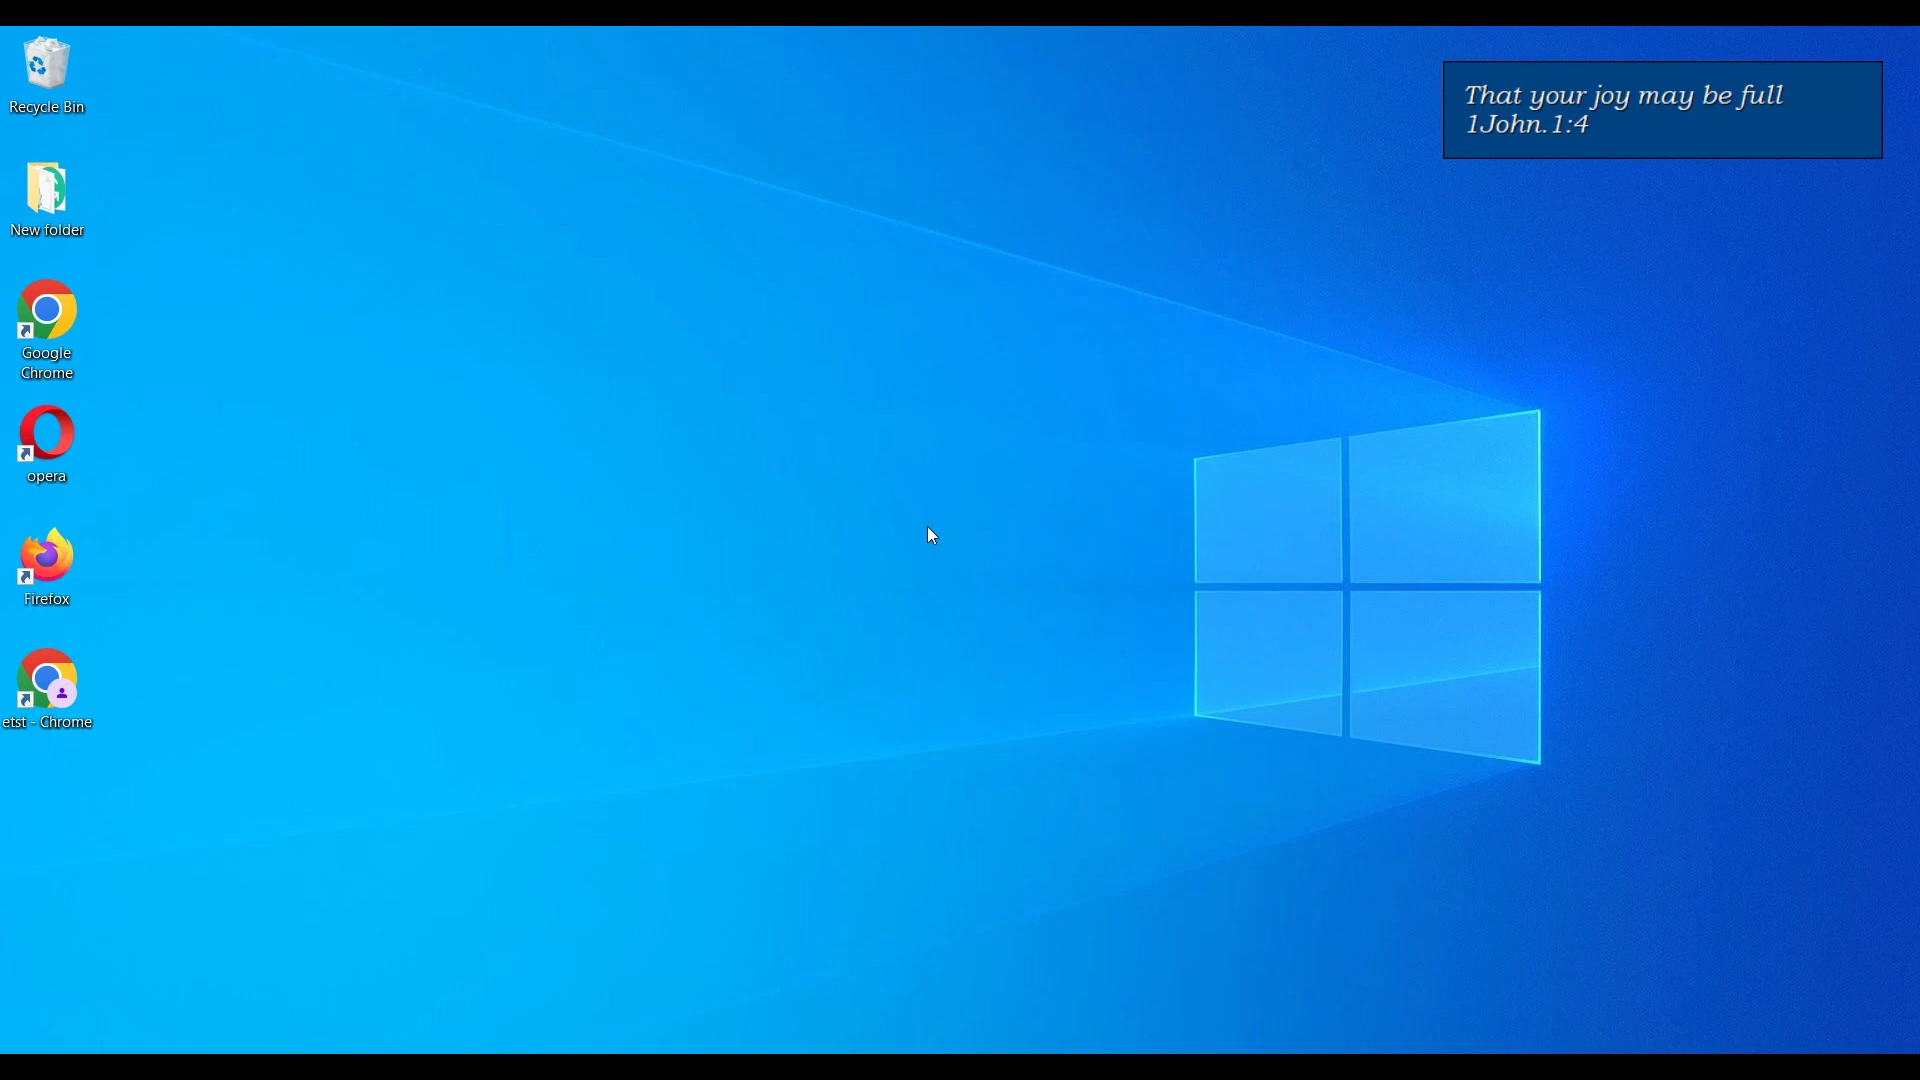 Recycle Bin
New folder
Google
Chrome
opera
Firefox
etst - Chrome
That your joy may be full
1John.1:4